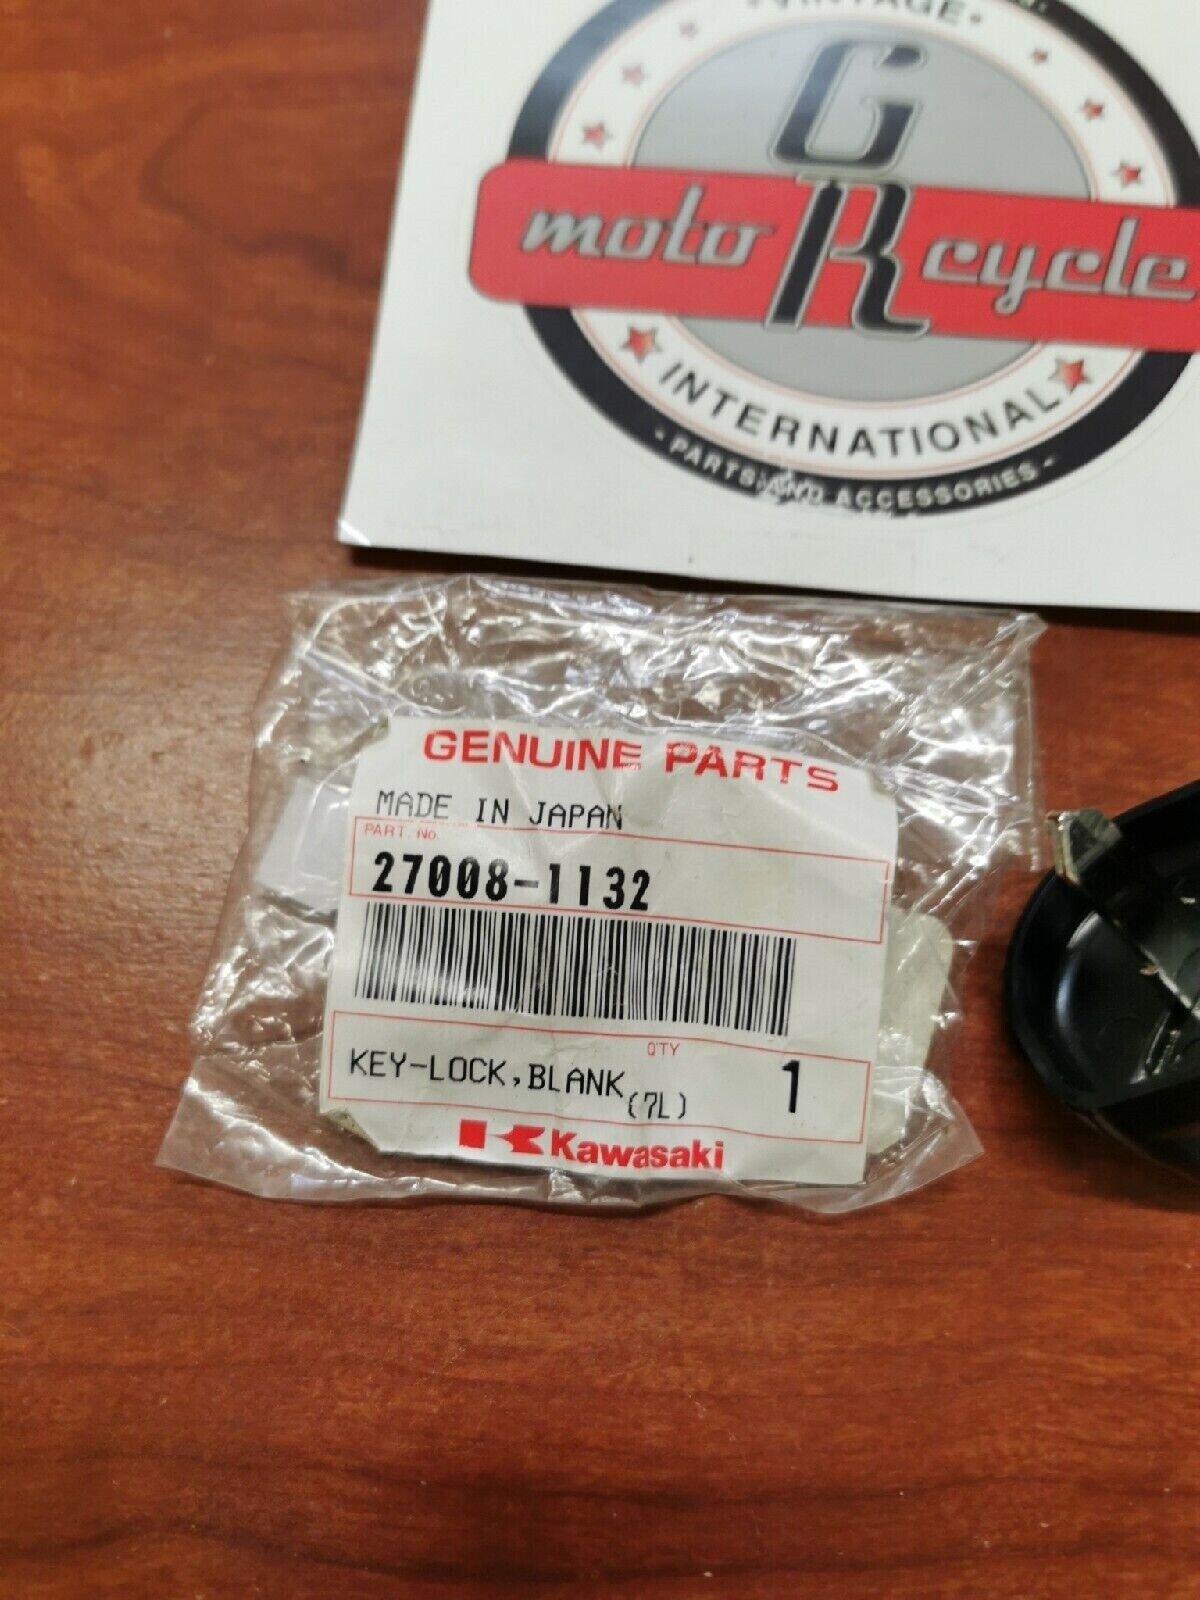 VINTAGE
G
moto R cycle
INTERNATIONAL
- PARTS AND ACCESSORIES -
GENUINE PARTS
MADE IN JAPAN
PART. No.
27008-1132
Q'TY
KEY-LOCK,BLANK 1
(7L)
Kawasaki